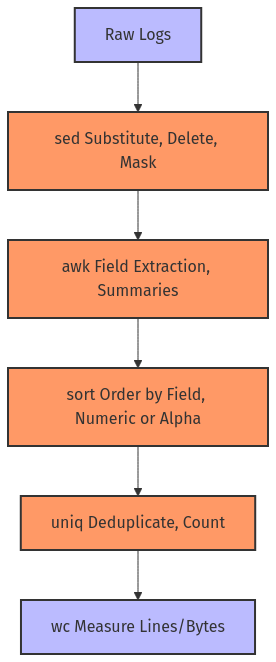 Raw Logs
sed Substitute, Delete,
Mask
awk Field Extraction,
Summaries
sort Order by Field,
Numeric or Alpha
uniq Deduplicate, Count
wc Measure Lines/Bytes